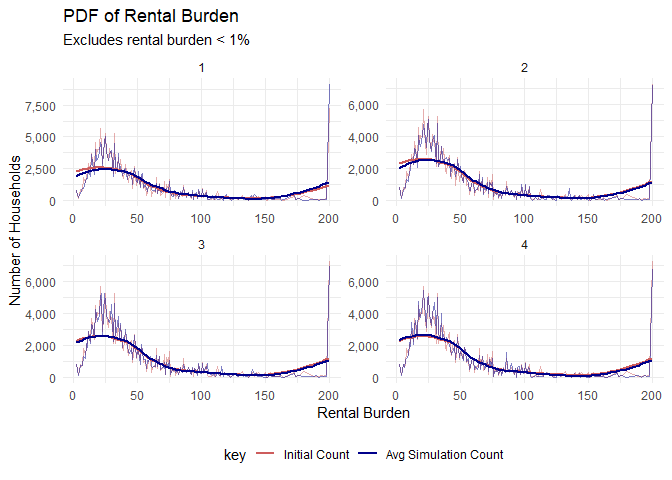 PDF of Rental Burden
Excludes rental burden < 1%
1
2
7,500
5,000
2,500
0
6,000
4,000
2,000
0
0 50 100 150 200
0 50 100 150 200
3
4
6,000
4,000
2,000
0
6,000
4,000
2,000
0
0 50 100 150 200
0 50 100 150 200
Number of Households
Rental Burden
key Initial Count Avg Simulation Count